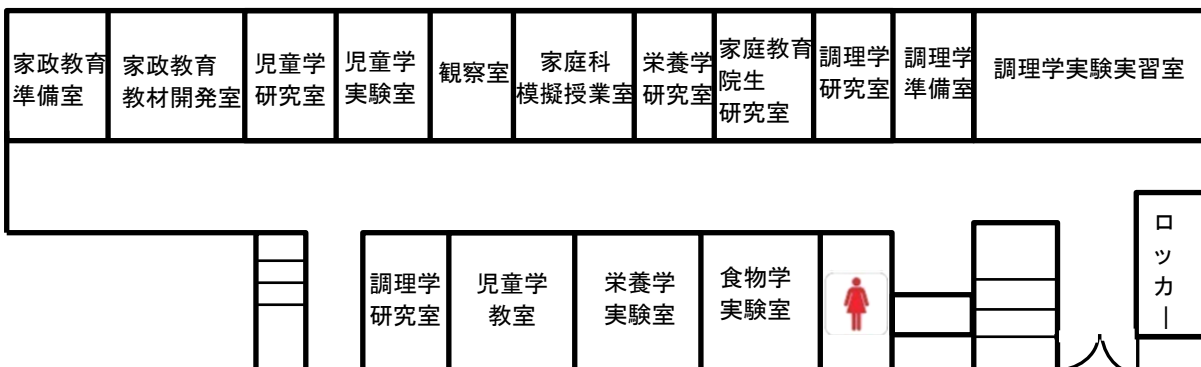 家政教育
準備室
家政教育
教材開発室
児童学
研究室
児童学
実験室
観察室
家庭科
模擬授業室
栄養学
研究室
家庭教育
院生
研究室
調理学
研究室
調理学
準備室
調理学実験実習室
調理学
研究室
児童学
教室
栄養学
実験室
食物学
実験室
ロッカー